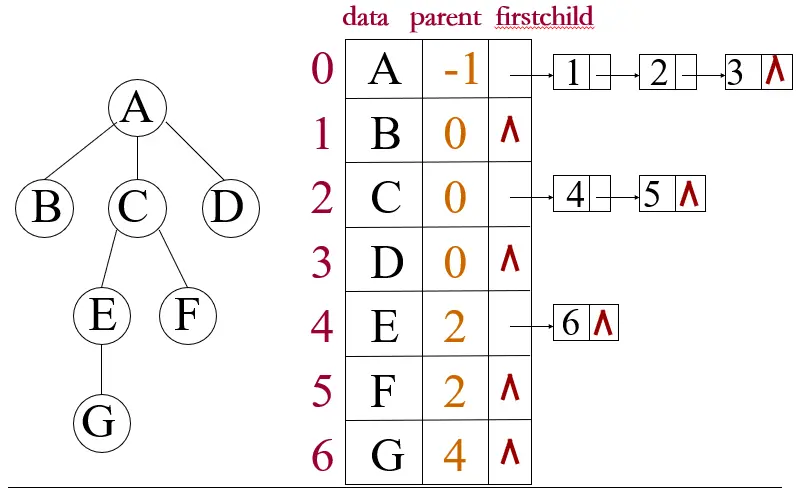 data parent firstchild
0 A -1 1 2 3 ∧
A
1 B 0 ∧
B C D
2 C 0 4 5 ∧
3 D 0 ∧
E F
4 E 2 6 ∧
5 F 2 ∧
G
6 G 4 ∧